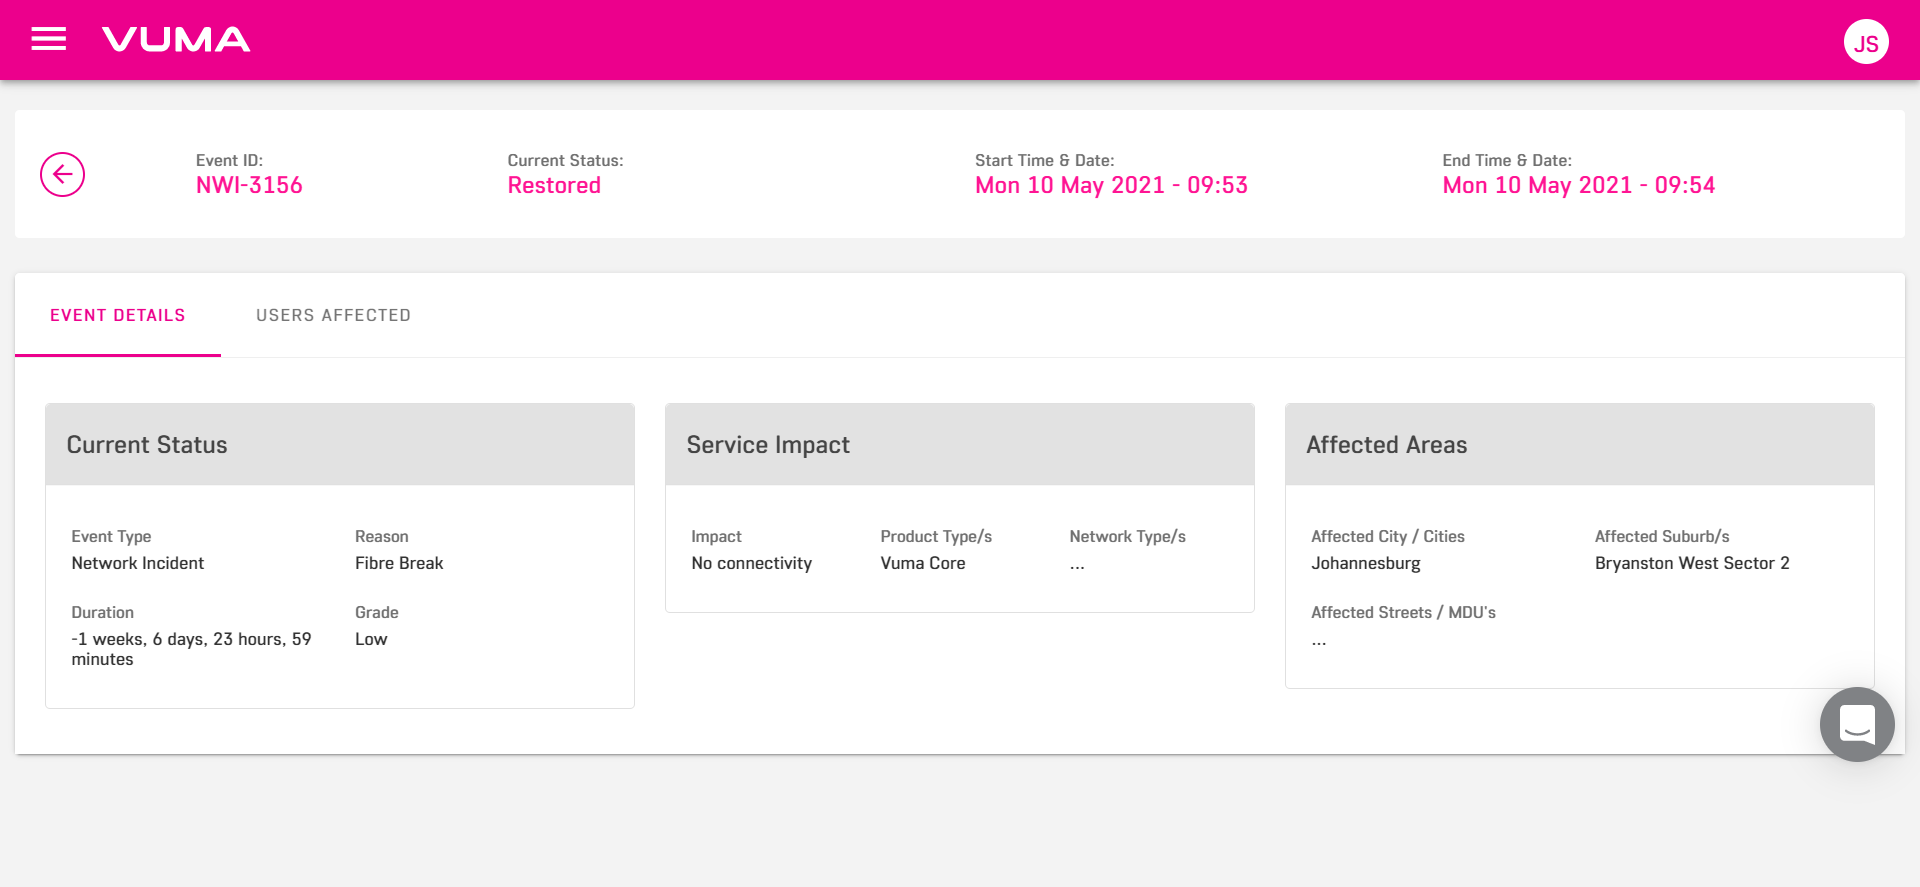 VUMA
JS
Event ID:
NWI-3156
Current Status:
Restored
Start Time & Date:
Mon 10 May 2021 - 09:53
End Time & Date:
Mon 10 May 2021 - 09:54
EVENT DETAILS
USERS AFFECTED
Current Status
Event Type
Network Incident
Reason
Fibre Break
Duration
-1 weeks, 6 days, 23 hours, 59
minutes
Grade
Low
Service Impact
Impact
No connectivity
Product Type/s
Vuma Core
Network Type/s
...
Affected Areas
Affected City / Cities
Johannesburg
Affected Suburb/s
Bryanston West Sector 2
Affected Streets / MDU's
...